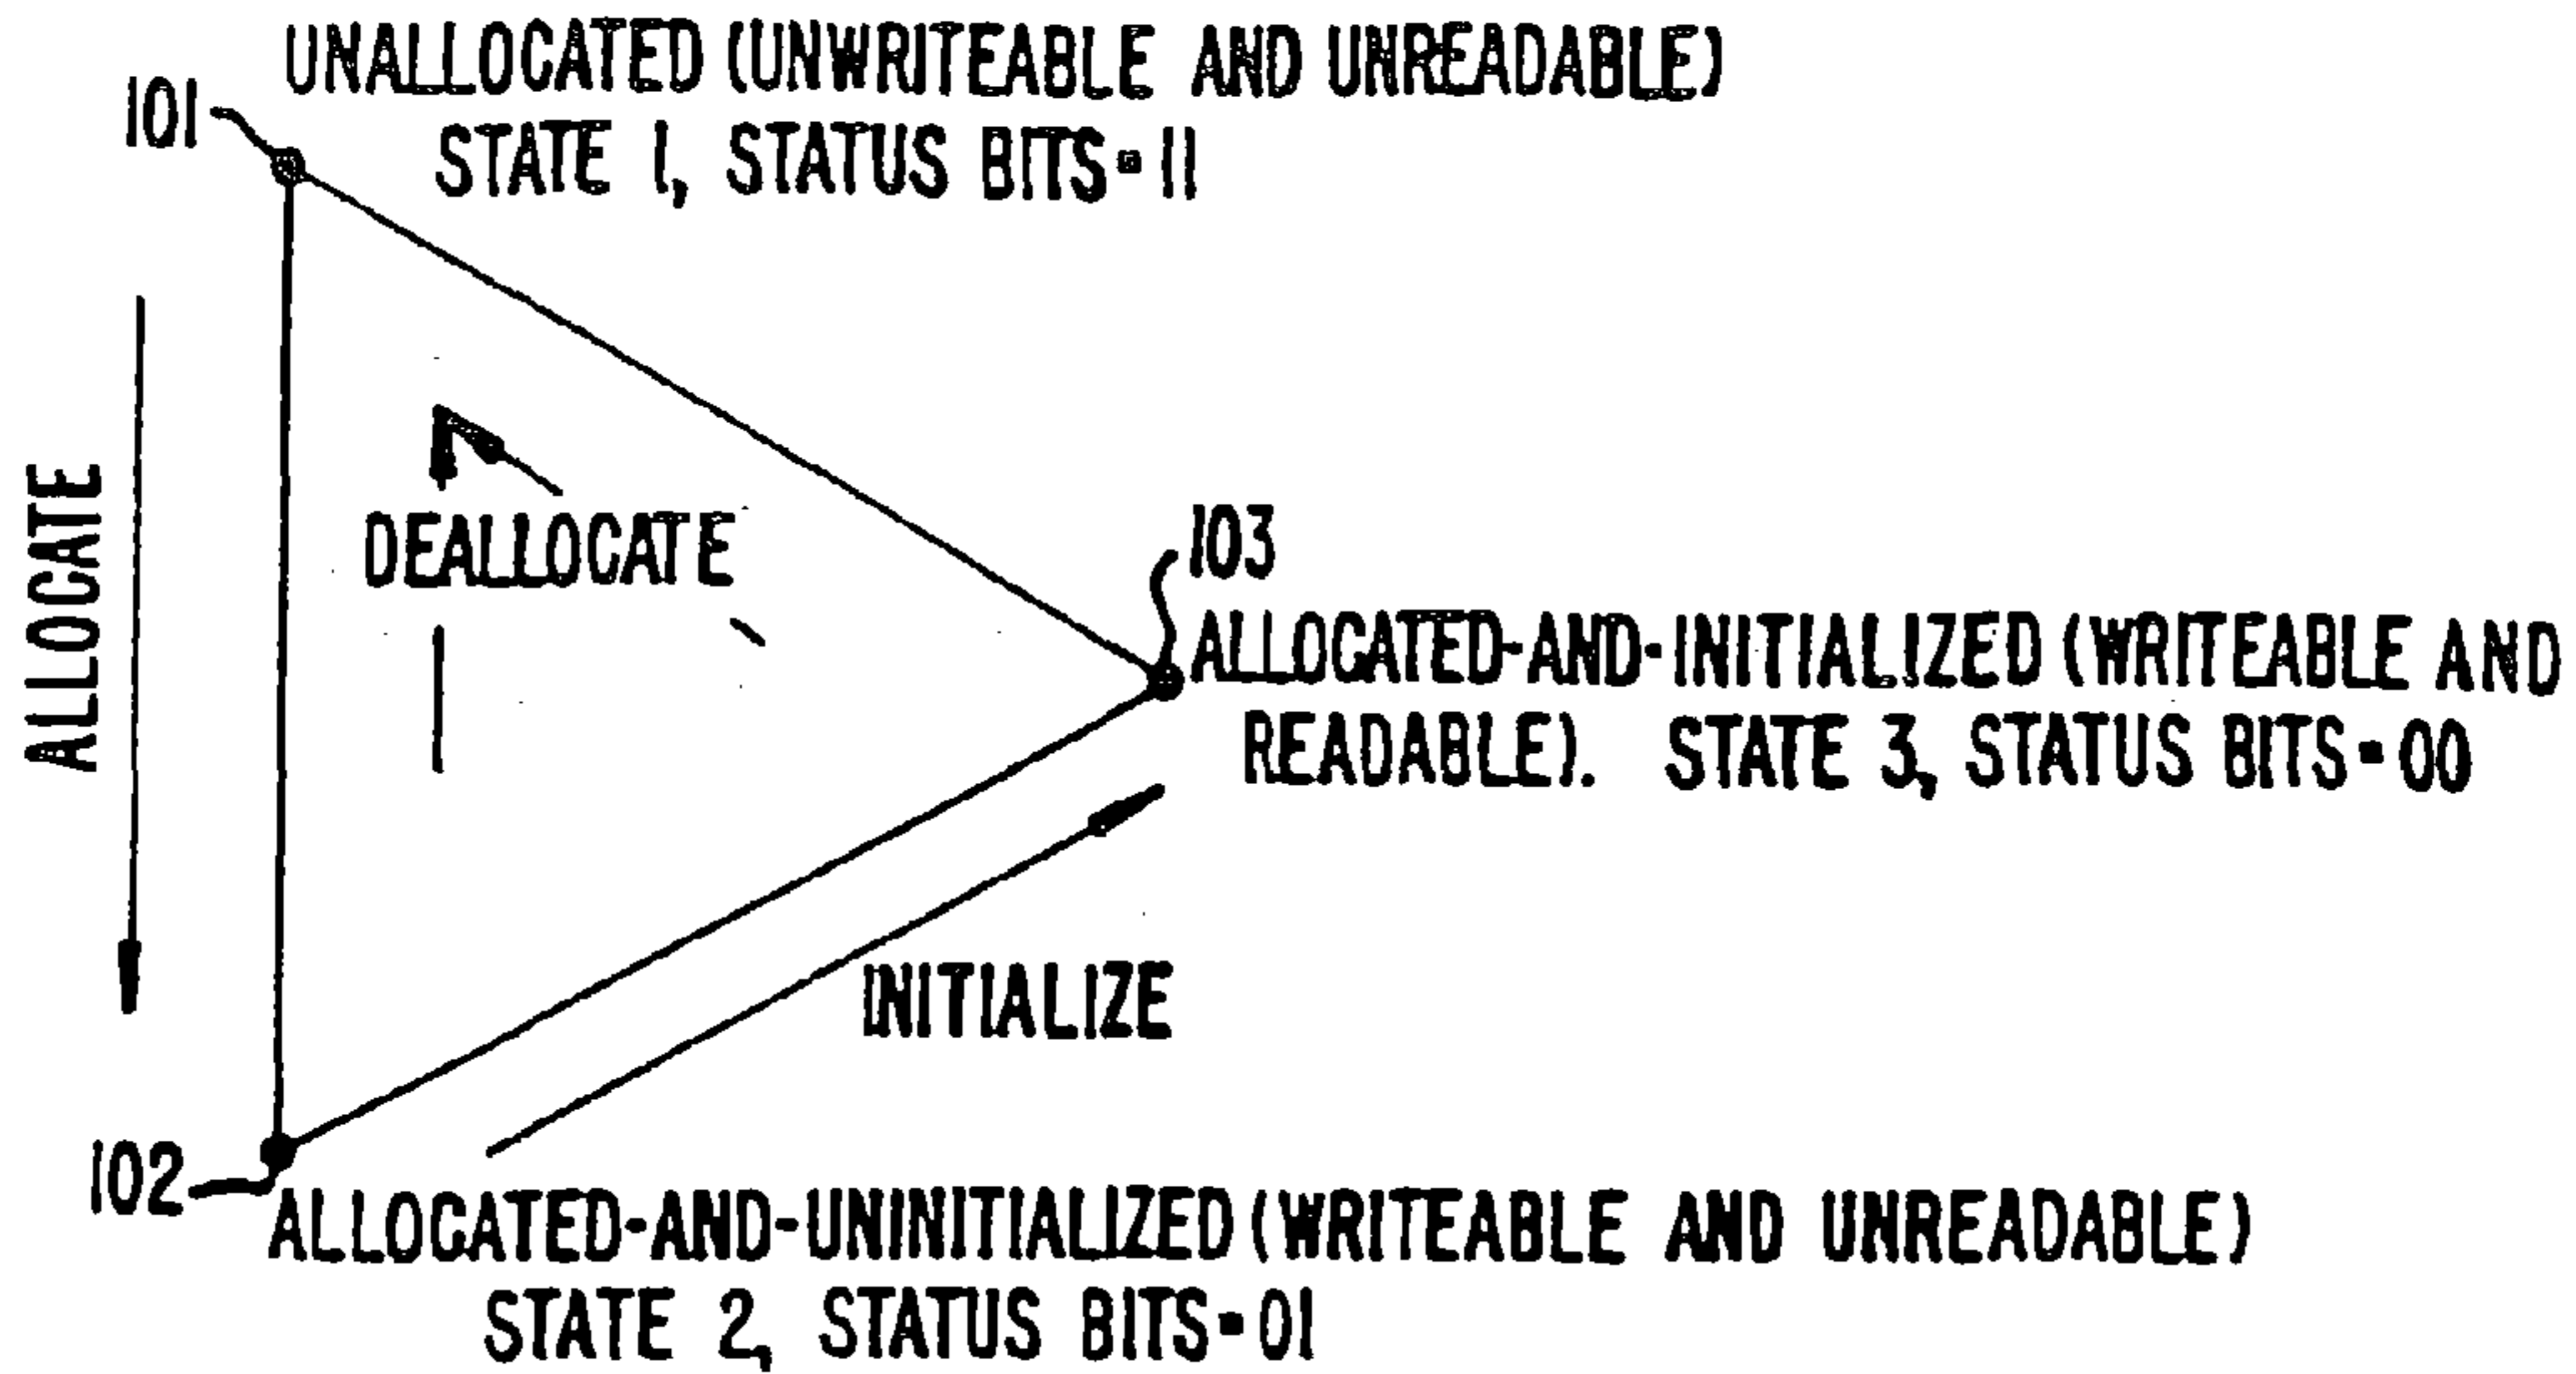 101
UNALLOCATED (UNWRITEABLE AND UNREADABLE)
STATE 1, STATUS BITS=11
ALLOCATE
DEALLOCATE
103
ALLOCATED-AND-INITIALIZED (WRITEABLE AND
READABLE). STATE 3, STATUS BITS=00
INITIALIZE
102
ALLOCATED-AND-UNINITIALIZED (WRITEABLE AND UNREADABLE)
STATE 2, STATUS BITS=01